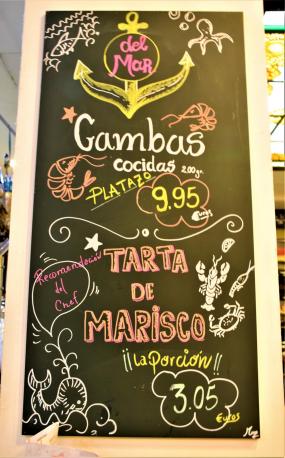 del
Mar
Gambas
cocidas 200gr.
PLATAZO
9.95
Euros
Recomendación
del
Chef
TARTA
DE
MARISCO
¡¡La Porción!!
3.05
Euros